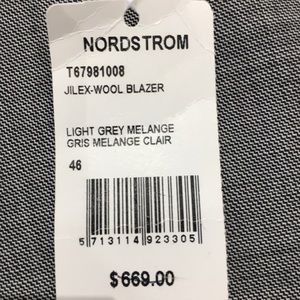 NORDSTROM
T67981008
JILEX-WOOL BLAZER
LIGHT GREY MELANGE
GRIS MELANGE CLAIR
46
5 713114 923305
$669.00